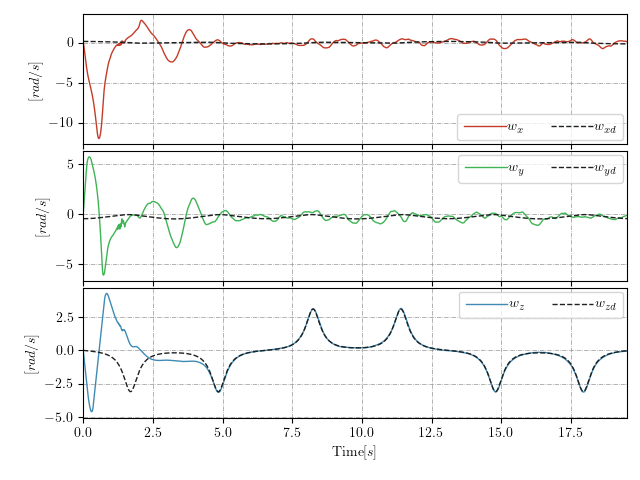 0
−5
−10
[rad/s]
w_x w_xd
5
0
−5
[rad/s]
w_y w_yd
2.5
0.0
−2.5
−5.0
[rad/s]
w_z w_zd
0.0 2.5 5.0 7.5 10.0 12.5 15.0 17.5
Time[s]